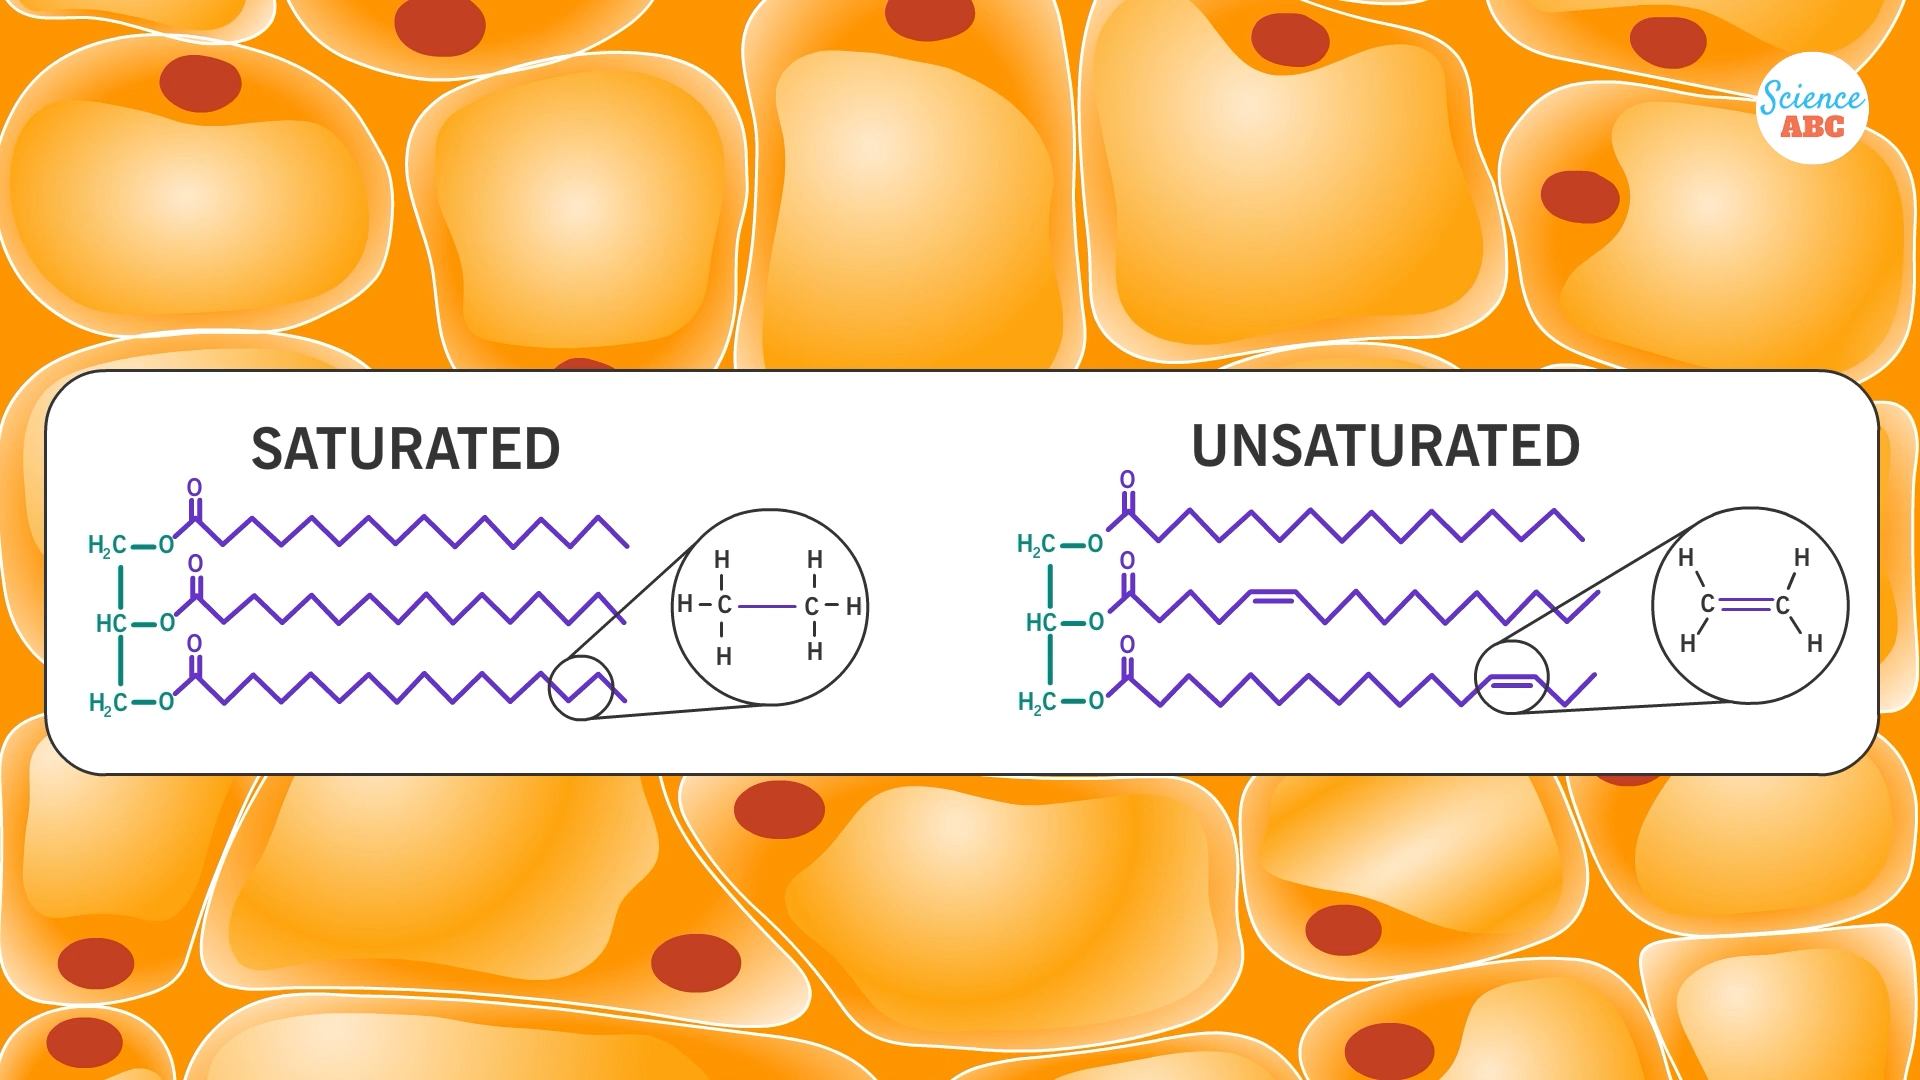 Science
ABC
SATURATED
UNSATURATED
O
H₂C—O
O
HC—O
O
H₂C—O
H H
H–C—C–H
H H
O
H₂C—O
O
HC—O
O
H₂C—O
H H
C=C
H H